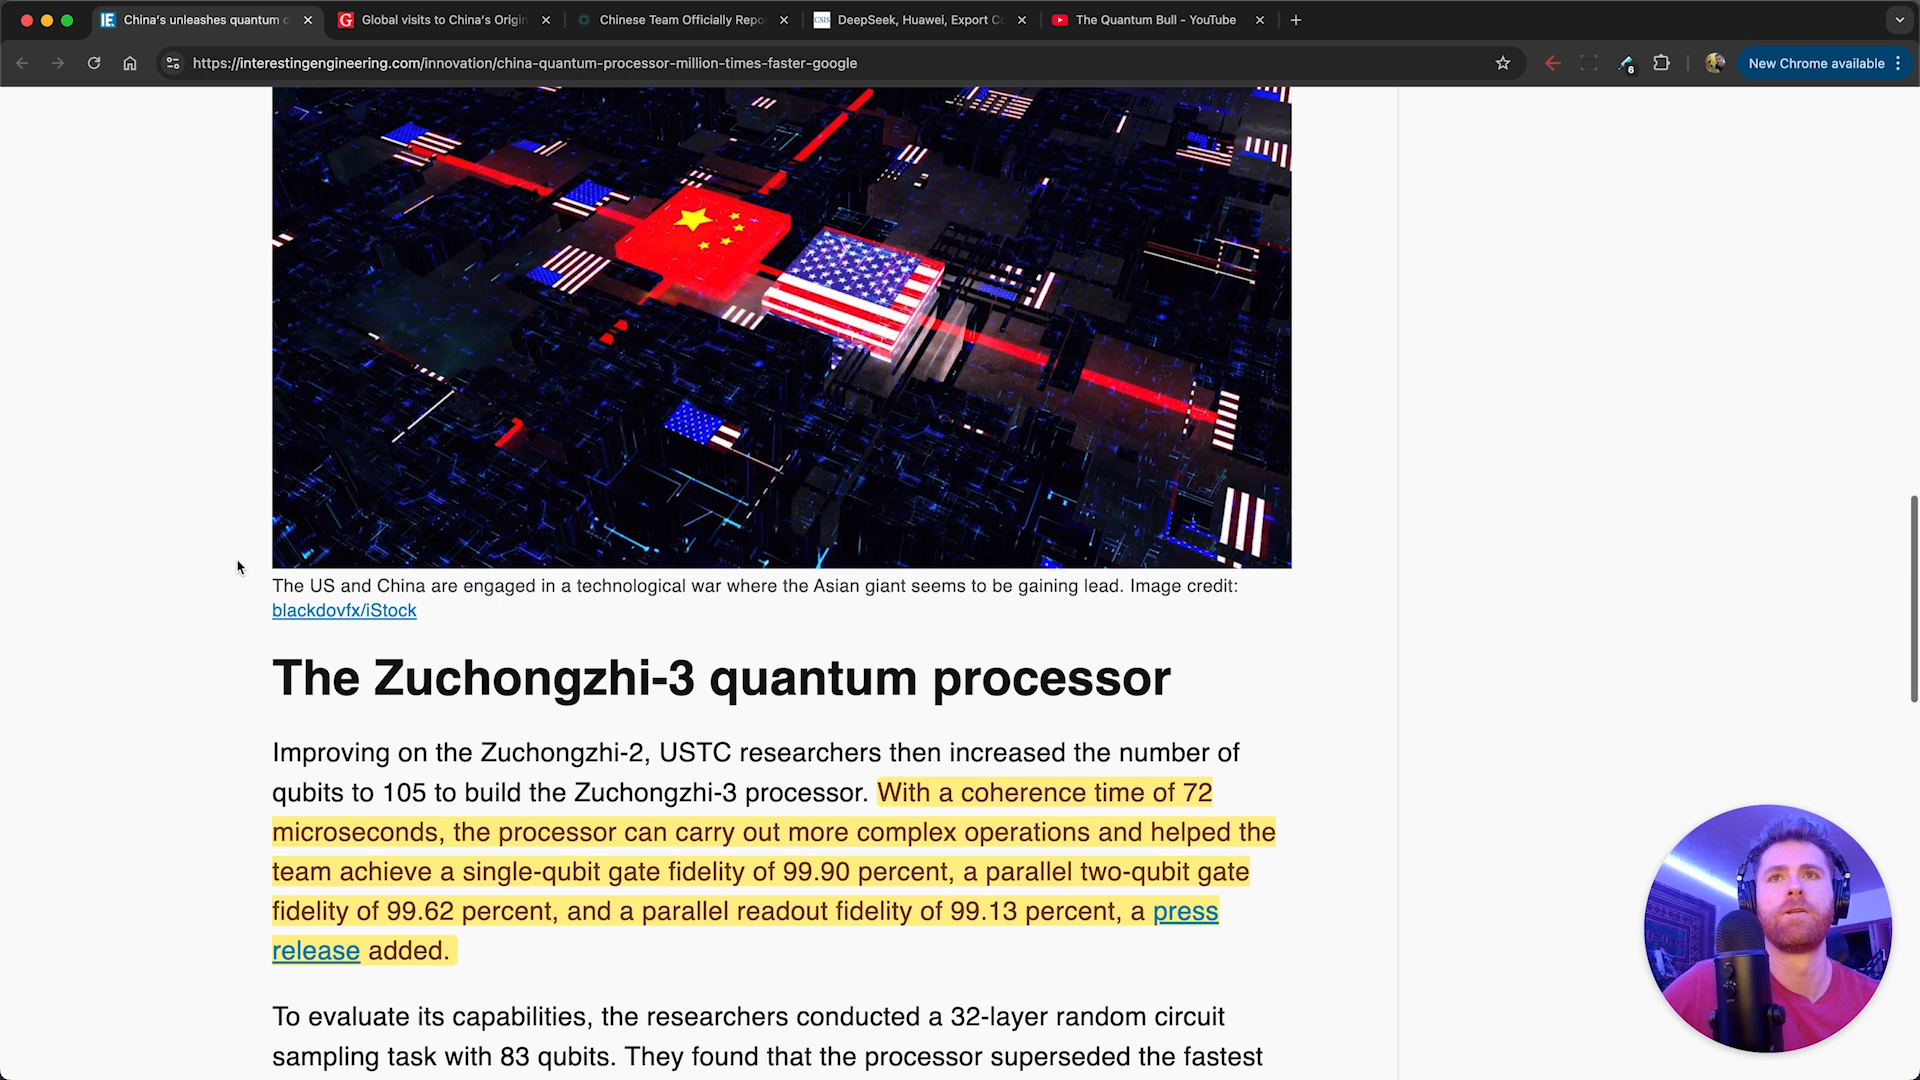 China's unleashes quantum c
Global visits to China's Origin
Chinese Team Officially Repo
CSIS
DeepSeek, Huawei, Export C
The Quantum Bull - YouTube
https://interestingengineering.com/innovation/china-quantum-processor-million-times-faster-google
6
New Chrome available
The US and China are engaged in a technological war where the Asian giant seems to be gaining lead. Image credit:
blackdovfx/iStock
The Zuchongzhi-3 quantum processor
Improving on the Zuchongzhi-2, USTC researchers then increased the number of
qubits to 105 to build the Zuchongzhi-3 processor. With a coherence time of 72
microseconds, the processor can carry out more complex operations and helped the
team achieve a single-qubit gate fidelity of 99.90 percent, a parallel two-qubit gate
fidelity of 99.62 percent, and a parallel readout fidelity of 99.13 percent, a press
release added.
To evaluate its capabilities, the researchers conducted a 32-layer random circuit
sampling task with 83 qubits. They found that the processor superseded the fastest